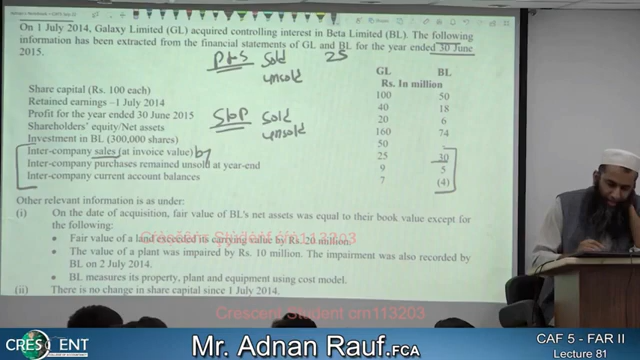 On 1 July 2014, Galaxy Limited (GL) acquired controlling interest in Beta Limited (BL). The following
information has been extracted from the financial statements of GL and BL for the year ended 30 June
2015.
PtoS sold 25
unsold
GL BL
Rs. In million
Share capital (Rs. 100 each) 100 50
Retained earnings –1 July 2014 40 18
Profit for the year ended 30 June 2015 20 6
StoP sold
unsold
Shareholders' equity/Net assets 160 74
Investment in BL (300,000 shares) 50 -
Inter-company sales (at invoice value) by 25 30
Inter-company purchases remained unsold at year-end 9 5
Inter-company current account balances 7 (4)
Other relevant information is as under:
(i) On the date of acquisition, fair value of BL's net assets was equal to their book value except for
the following:
Crescent Student crn113203
• Fair value of a land exceeded its carrying value by Rs. 20 million.
• The value of a plant was impaired by Rs. 10 million. The impairment was also recorded by
BL on 2 July 2014.
• BL measures its property, plant and equipment using cost model.
(ii) There is no change in share capital since 1 July 2014.
Crescent Student crn113203
CRESCENT
Mr. Adnan Rauf.FCA
CAF 5 - FAR II
Lecture 81